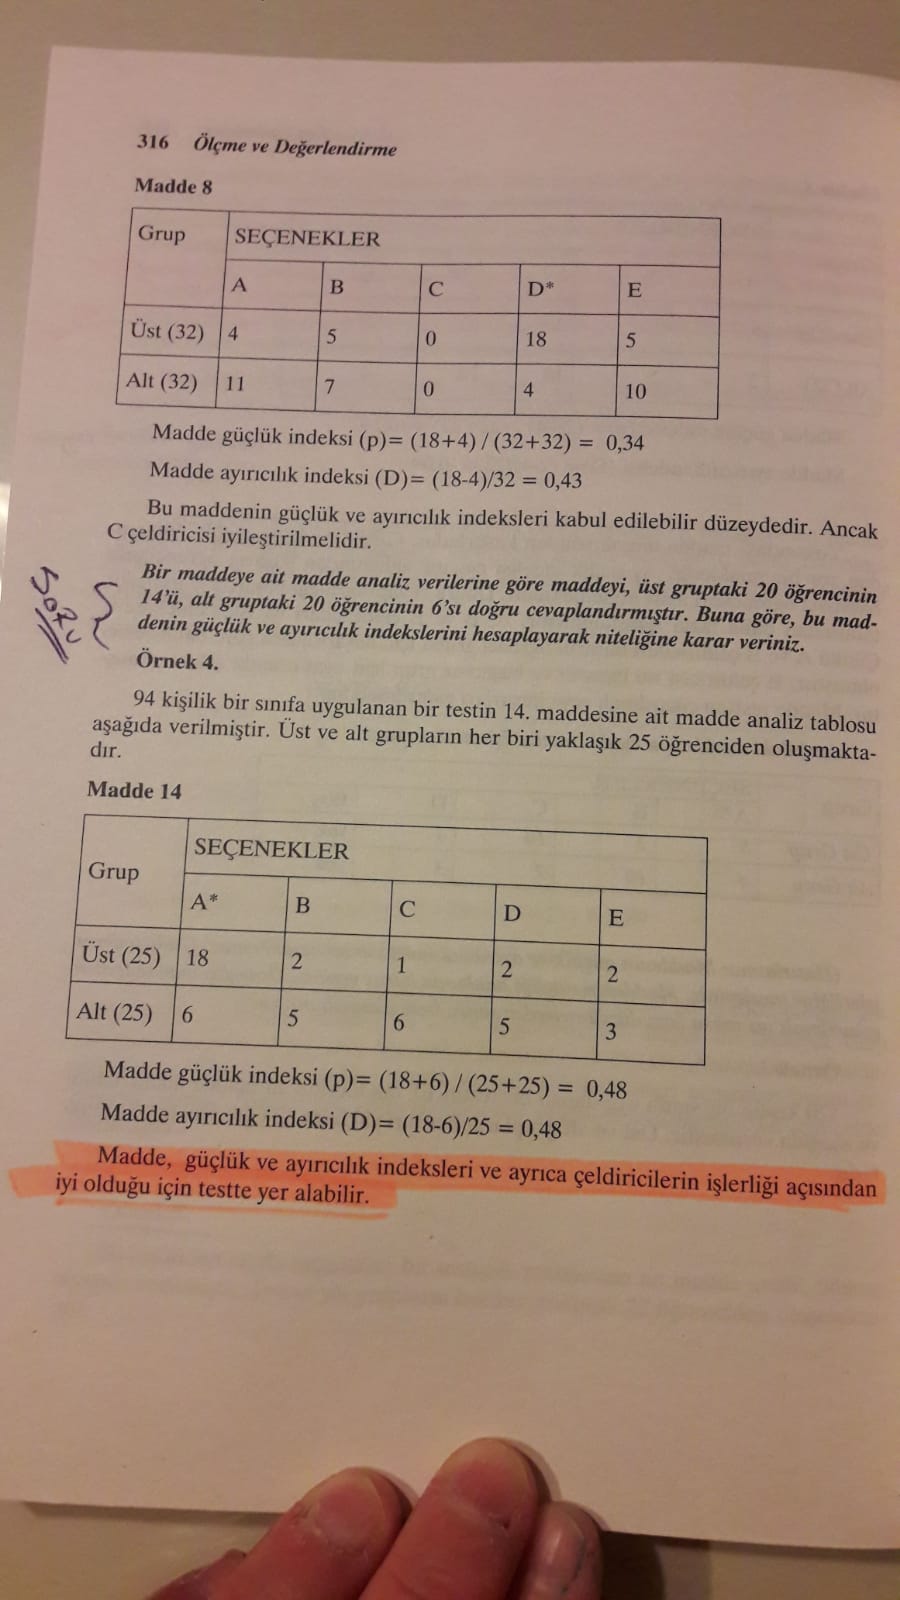 316 Ölçme ve Değerlendirme
Madde 8
Grup SEÇENEKLER
A B C D* E
Üst (32) 4 5 0 18 5
Alt (32) 11 7 0 4 10
Madde güçlük indeksi (p)= (18+4) / (32+32) = 0,34
Madde ayırıcılık indeksi (D)= (18-4)/32 = 0,43
Bu maddenin güçlük ve ayırıcılık indeksleri kabul edilebilir düzeydedir. Ancak
C çeldiricisi iyileştirilmelidir.
Soru
Bir maddeye ait madde analiz verilerine göre maddeyi, üst gruptaki 20 öğrencinin
14'ü, alt gruptaki 20 öğrencinin 6'sı doğru cevaplandırmıştır. Buna göre, bu mad-
denin güçlük ve ayırıcılık indekslerini hesaplayarak niteliğine karar veriniz.
Örnek 4.
94 kişilik bir sınıfa uygulanan bir testin 14. maddesine ait madde analiz tablosu
aşağıda verilmiştir. Üst ve alt grupların her biri yaklaşık 25 öğrenciden oluşmakta-
dır.
Madde 14
Grup SEÇENEKLER
A* B C D E
Üst (25) 18 2 1 2 2
Alt (25) 6 5 6 5 3
Madde güçlük indeksi (p)= (18+6) / (25+25) = 0,48
Madde ayırıcılık indeksi (D)= (18-6)/25 = 0,48
Madde, güçlük ve ayırıcılık indeksleri ve ayrıca çeldiricilerin işlerliği açısından
iyi olduğu için testte yer alabilir.